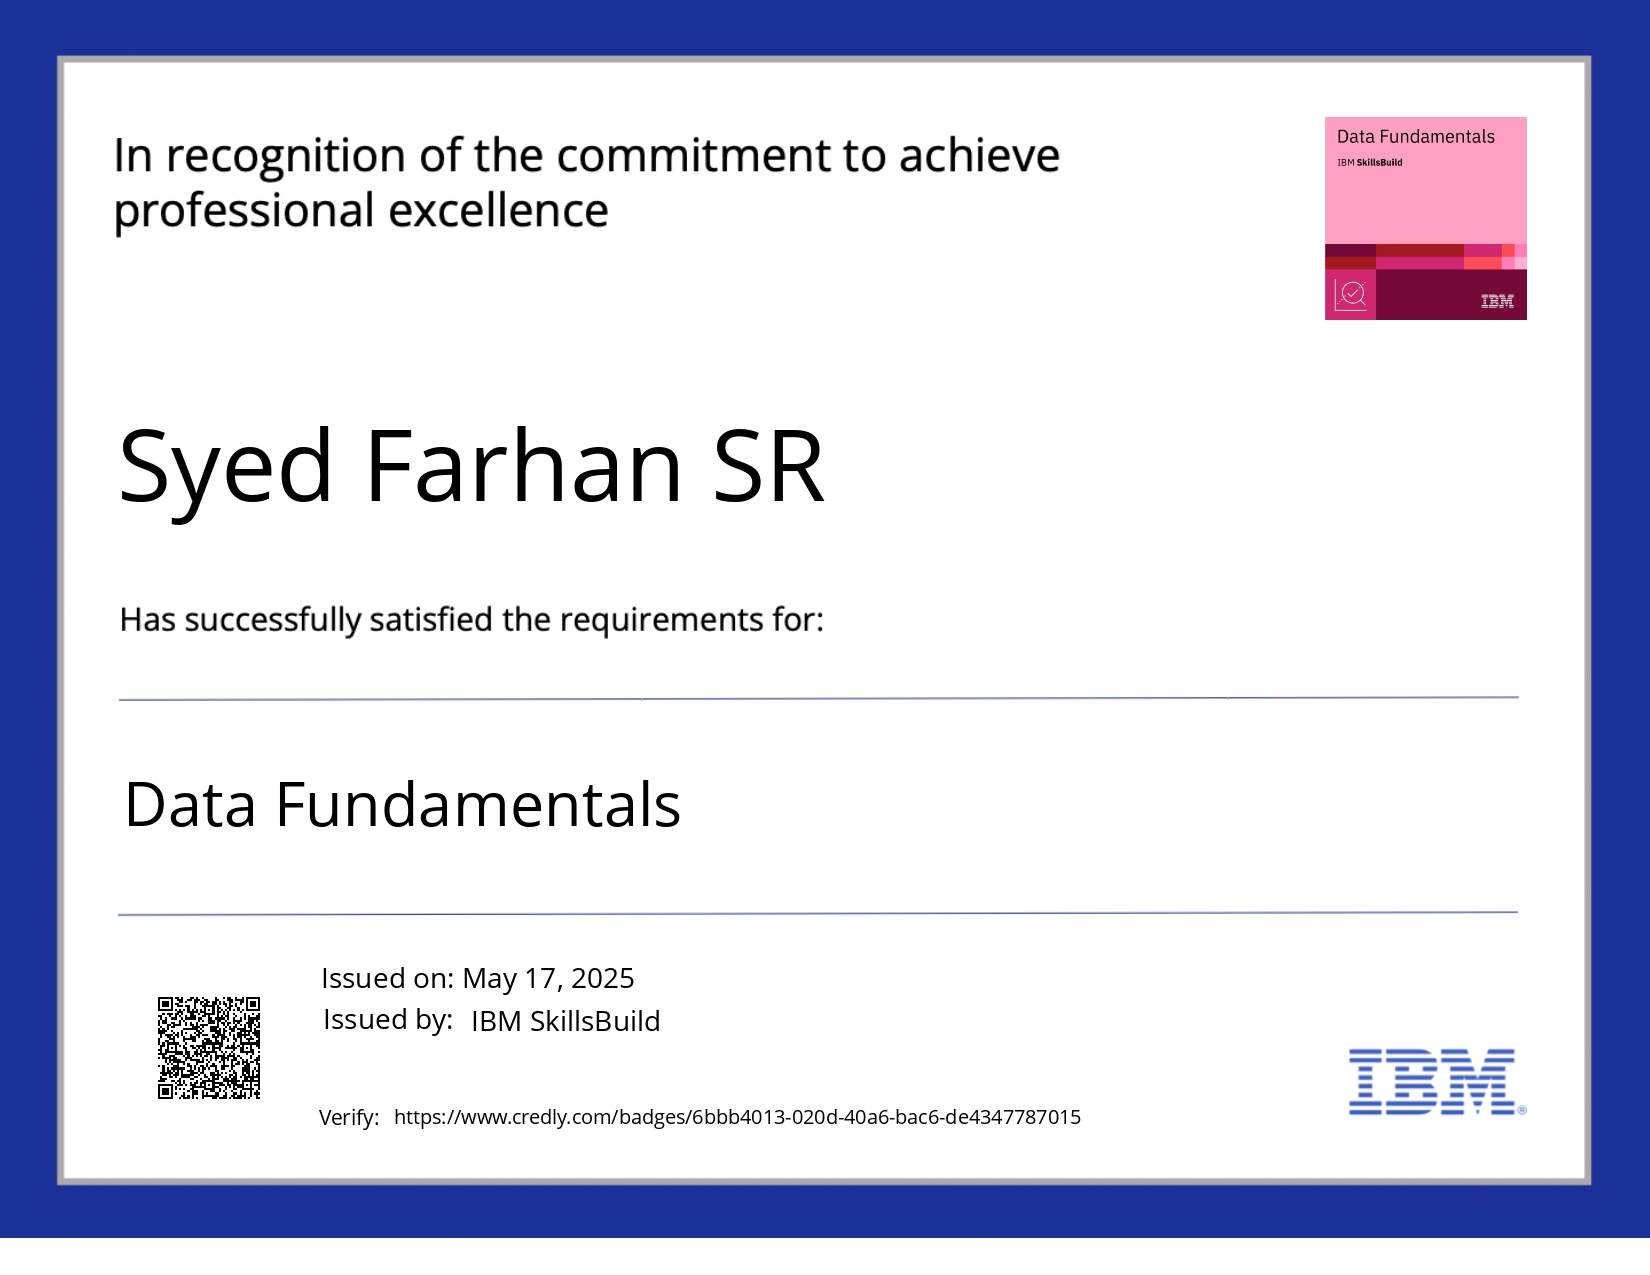 In recognition of the commitment to achieve
professional excellence
Data Fundamentals
IBM SkillsBuild
IBM
Syed Farhan SR
Has successfully satisfied the requirements for:
Data Fundamentals
Issued on: May 17, 2025
Issued by: IBM SkillsBuild
Verify: https://www.credly.com/badges/6bbb4013-020d-40a6-bac6-de4347787015
IBM®